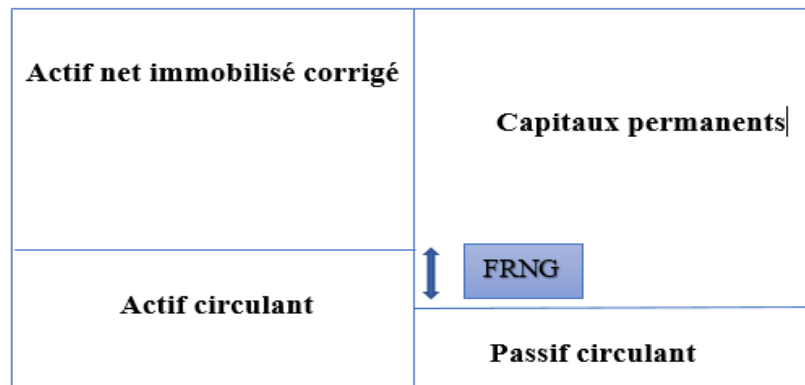 Actif net immobilisé corrigé
Capitaux permanents
FRNG
Actif circulant
Passif circulant